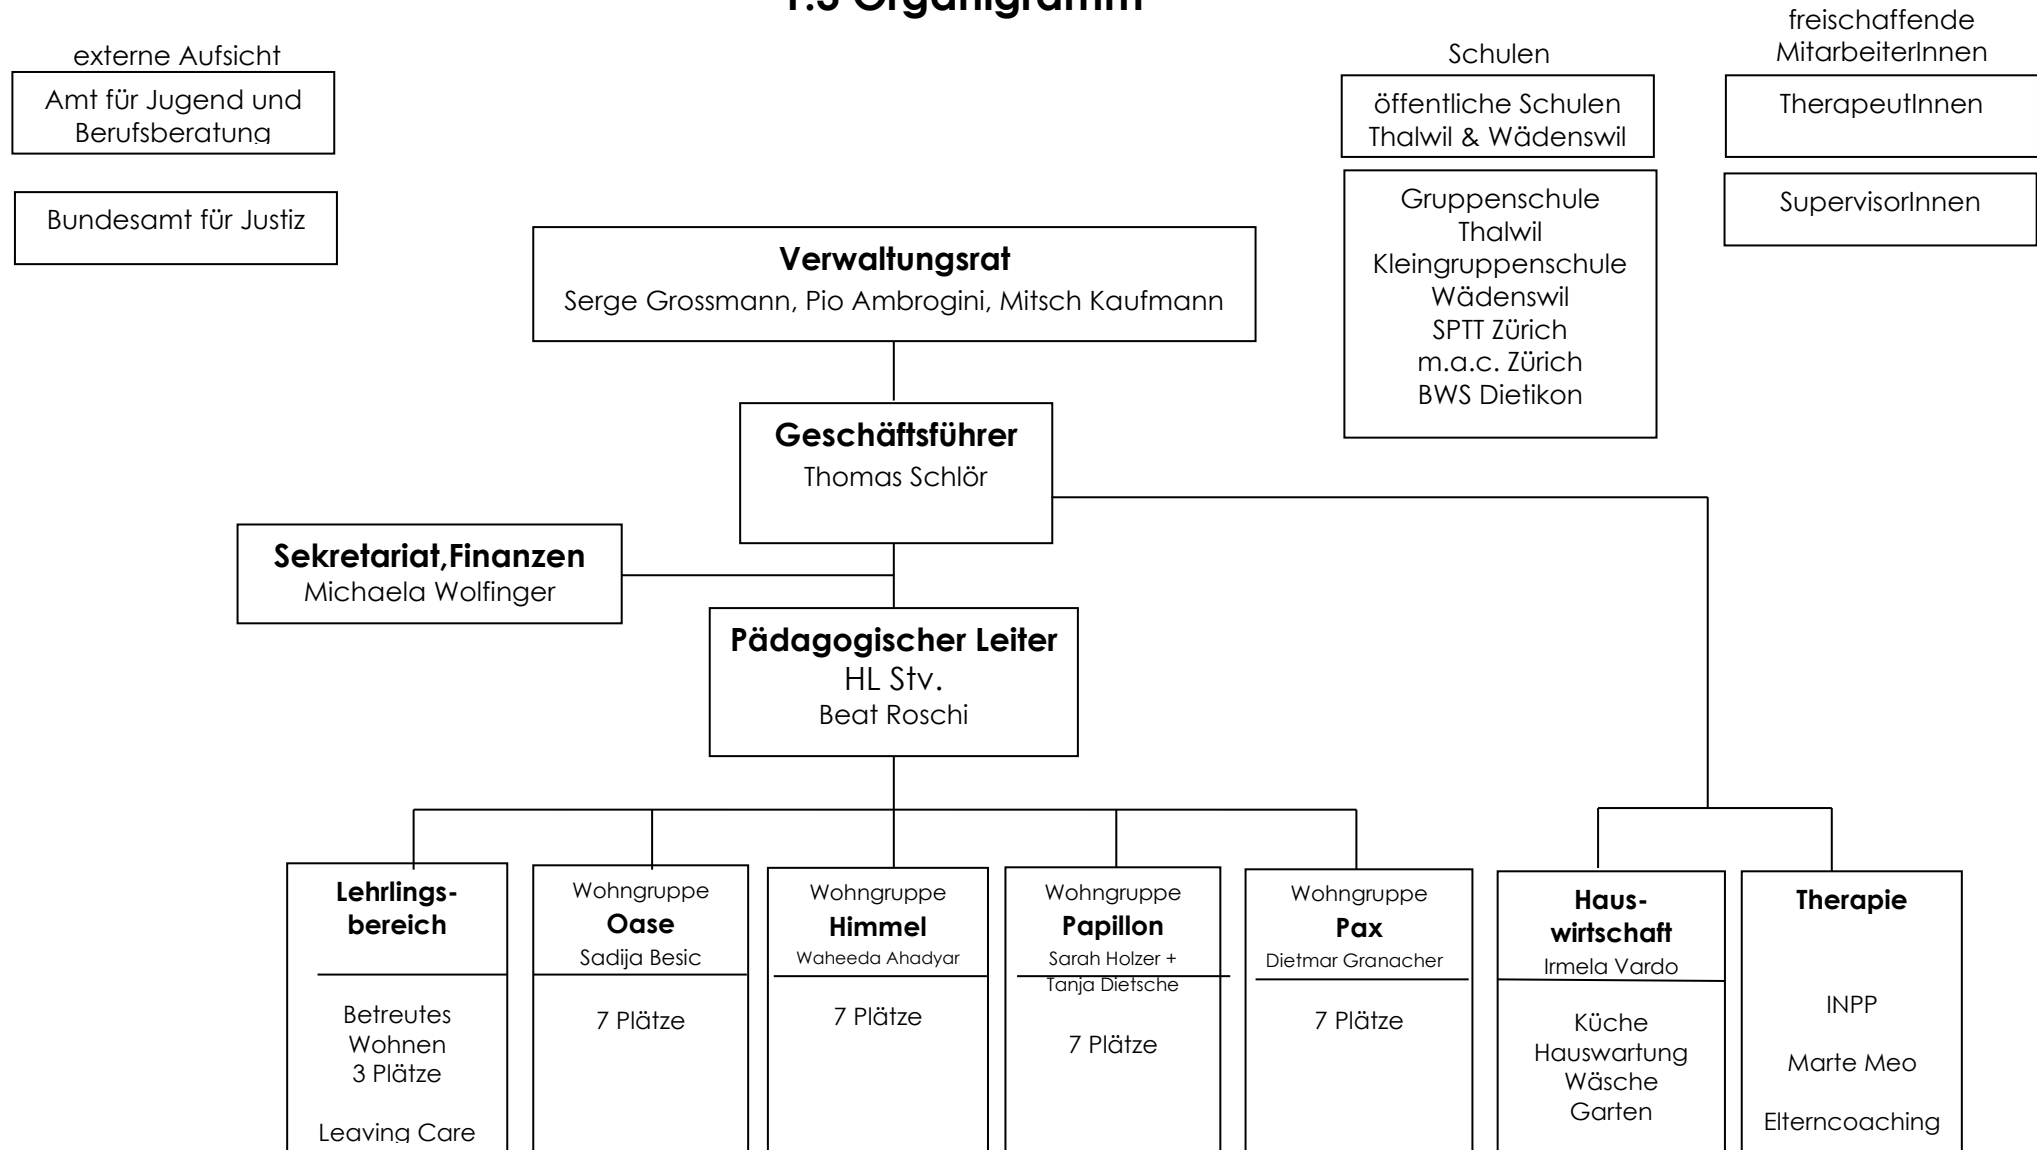 1.3 Organigramm
externe Aufsicht
Amt für Jugend und
Berufsberatung
Bundesamt für Justiz
Schulen
öffentliche Schulen
Thalwil & Wädenswil
Gruppenschule
Thalwil
Kleingruppenschule
Wädenswil
SPTT Zürich
m.a.c. Zürich
BWS Dietikon
freischaffende
MitarbeiterInnen
TherapeutInnen
SupervisorInnen
Verwaltungsrat
Serge Grossmann, Pio Ambrogini, Mitsch Kaufmann
Geschäftsführer
Thomas Schlör
Sekretariat,Finanzen
Michaela Wolfinger
Pädagogischer Leiter
HL Stv.
Beat Roschi
Lehrlings-
bereich
Betreutes
Wohnen
3 Plätze
Leaving Care
Wohngruppe
Oase
Sadija Besic
7 Plätze
Wohngruppe
Himmel
Waheeda Ahadyar
7 Plätze
Wohngruppe
Papillon
Sarah Holzer +
Tanja Dietsche
7 Plätze
Wohngruppe
Pax
Dietmar Granacher
7 Plätze
Haus-
wirtschaft
Irmela Vardo
Küche
Hauswartung
Wäsche
Garten
Therapie
INPP
Marte Meo
Elterncoaching